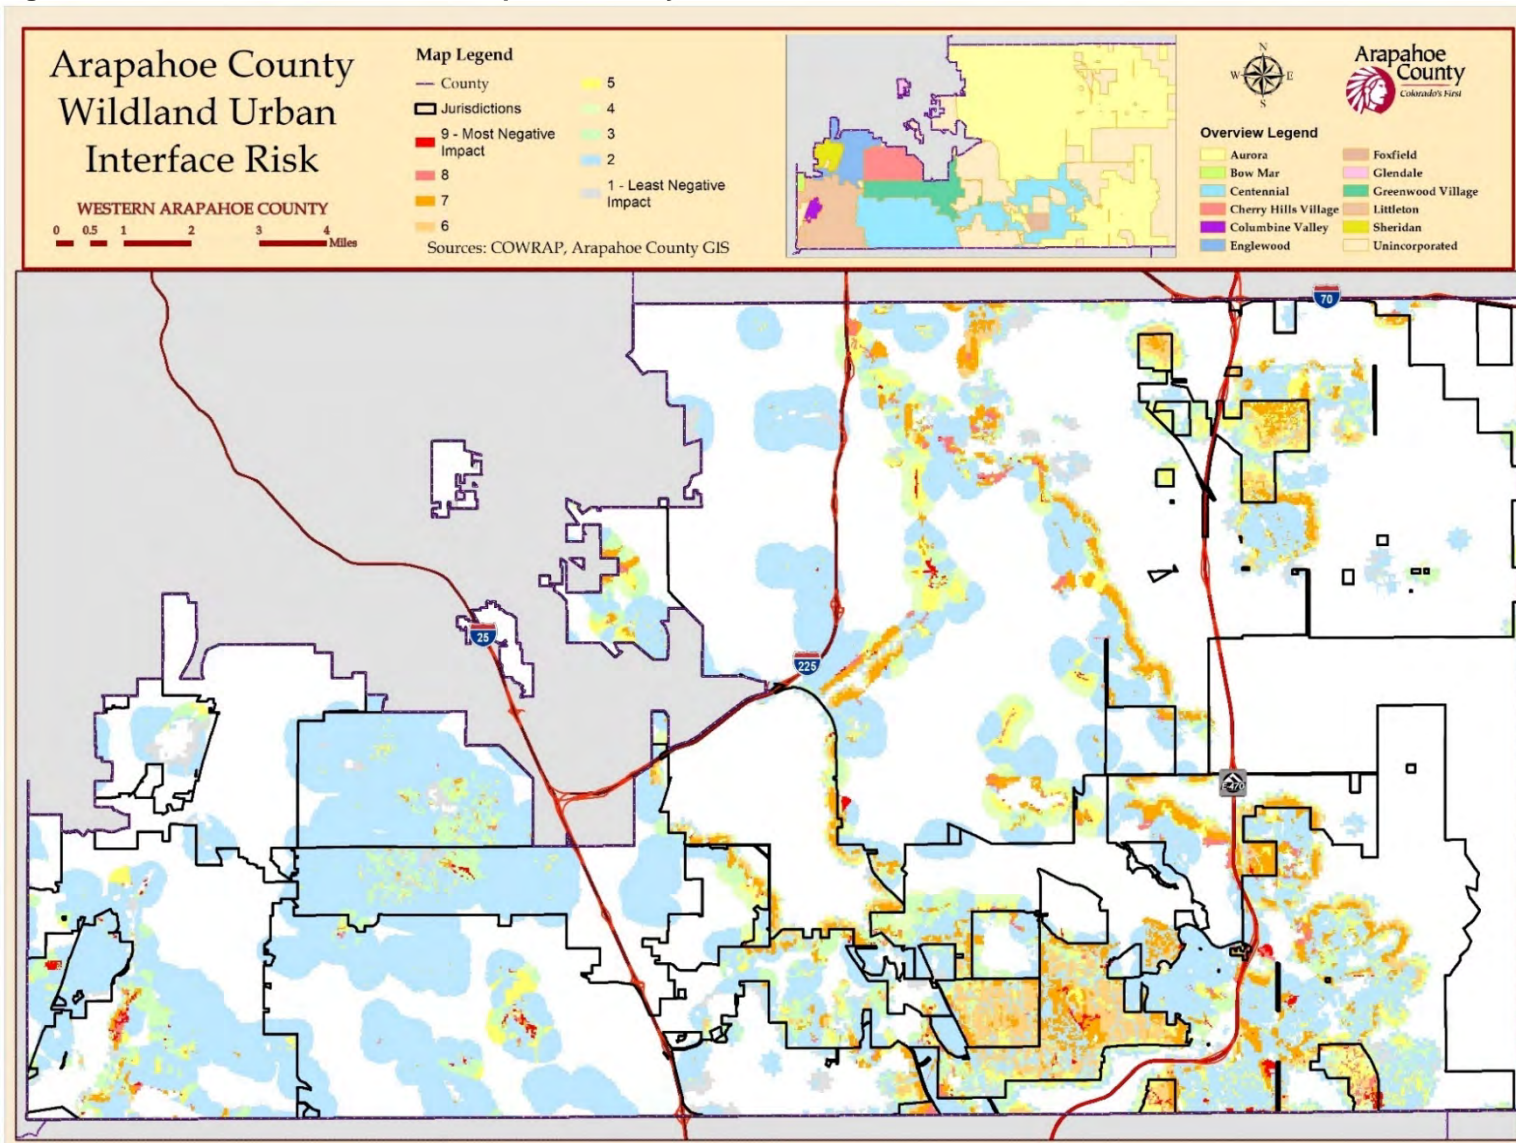 Arapahoe County
Wildland Urban
Interface Risk
WESTERN ARAPAHOE COUNTY
0 0.5 1 2 3 4
Miles
Map Legend
County
Jurisdictions
9 - Most Negative
Impact
8
7
6
5
4
3
2
1 - Least Negative
Impact
Sources: COWRAP, Arapahoe County GIS
N
W E
S
Arapahoe
County
Colorado's First
Overview Legend
Aurora
Bow Mar
Centennial
Cherry Hills Village
Columbine Valley
Englewood
Foxfield
Glendale
Greenwood Village
Littleton
Sheridan
Unincorporated
70
25
225